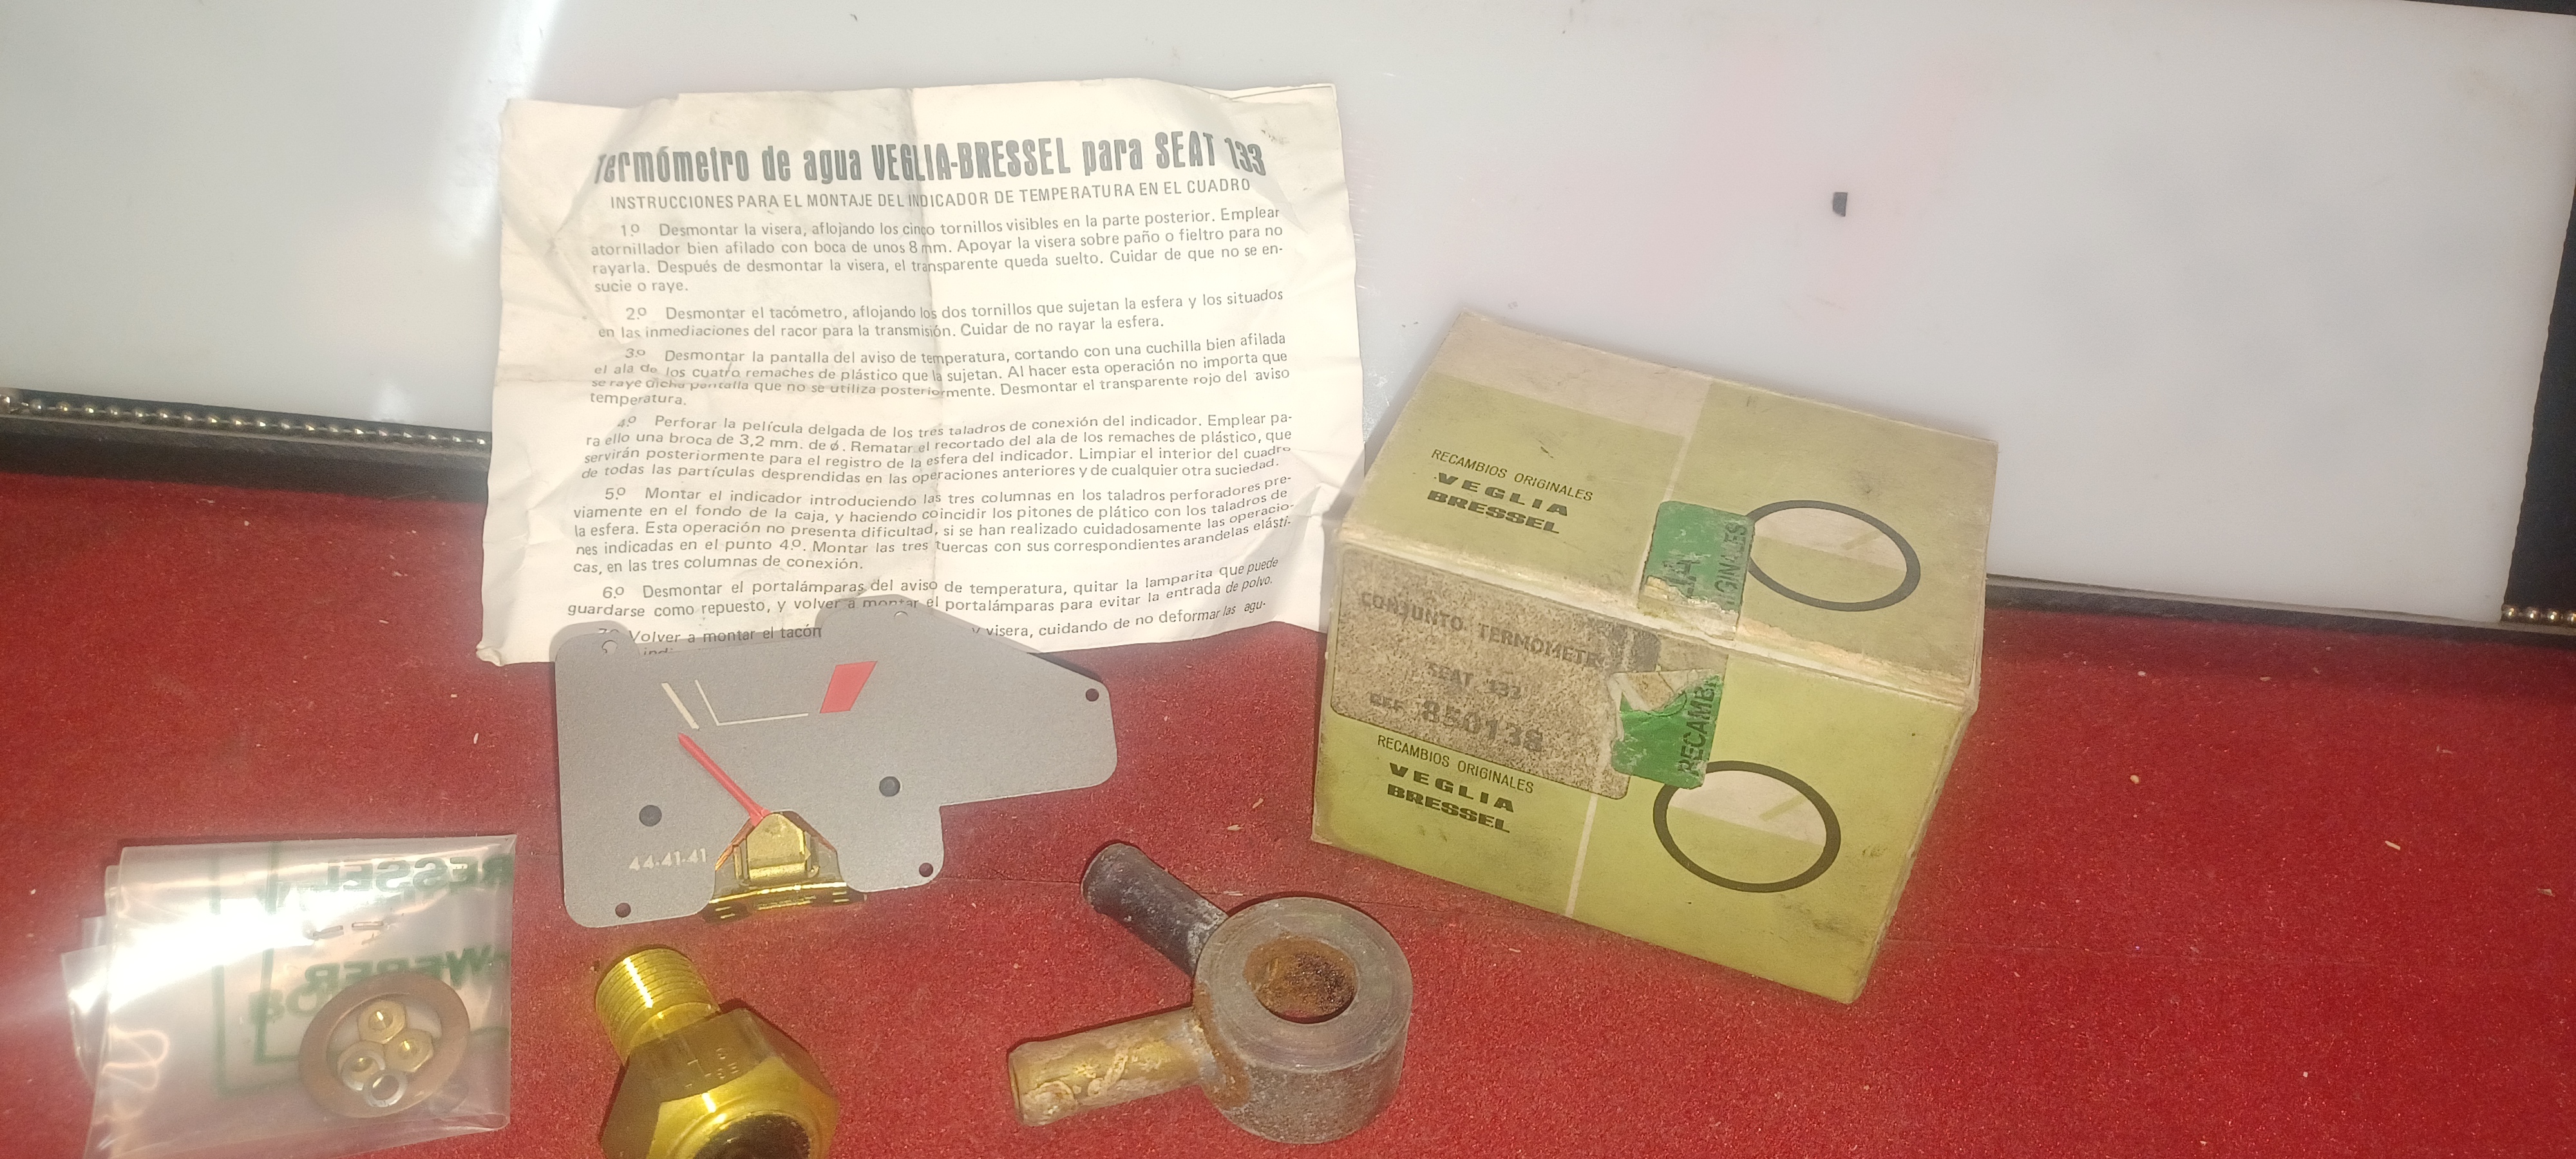 Termómetro de agua VEGLIA-BRESSEL para SEAT 133
INSTRUCCIONES PARA EL MONTAJE DEL INDICADOR DE TEMPERATURA EN EL CUADRO
1.º Desmontar la visera, aflojando los cinco tornillos visibles en la parte posterior. Emplear
atornillador bien afilado con boca de unos 8 mm. Apoyar la visera sobre paño o fieltro para no
rayarla. Después de desmontar la visera, el transparente queda suelto. Cuidar de que no se en-
sucie o raye.
2.º Desmontar el tacómetro, aflojando los dos tornillos que sujetan la esfera y los situados
en las inmediaciones del racor para la transmisión. Cuidar de no rayar la esfera.
3.º Desmontar la pantalla del aviso de temperatura, cortando con una cuchilla bien afilada
el ala de los cuatro remaches de plástico que la sujetan. Al hacer esta operación no importa que
se raye dicha pantalla que no se utiliza posteriormente. Desmontar el transparente rojo del aviso
temperatura.
4.º Perforar la película delgada de los tres taladros de conexión del indicador. Emplear pa-
ra ello una broca de 3,2 mm. de ø. Rematar el recortado del ala de los remaches de plástico, que
servirán posteriormente para el registro de la esfera del indicador. Limpiar el interior del cuadro
de todas las partículas desprendidas en las operaciones anteriores y de cualquier otra suciedad.
5.º Montar el indicador introduciendo las tres columnas en los taladros perforadores pre-
viamente en el fondo de la caja, y haciendo coincidir los pitones de plático con los taladros de
la esfera. Esta operación no presenta dificultad, si se han realizado cuidadosamente las operacio-
nes indicadas en el punto 4.º. Montar las tres tuercas con sus correspondientes arandelas elásti-
cas, en las tres columnas de conexión.
6.º Desmontar el portalámparas del aviso de temperatura, quitar la lamparita que puede
guardarse como repuesto, y volver a montar el portalámparas para evitar la entrada de polvo.
7.º Volver a montar el tacóm y visera, cuidando de no deformar las agu-
44-41-41
RECAMBIOS ORIGINALES
VEGLIA
BRESSEL
IGINALES
CONJUNTO TERMOMETR
SEAT 133
REF 850138
RECAMBI
RECAMBIOS ORIGINALES
VEGLIA
BRESSEL
RESSEL
WEBER